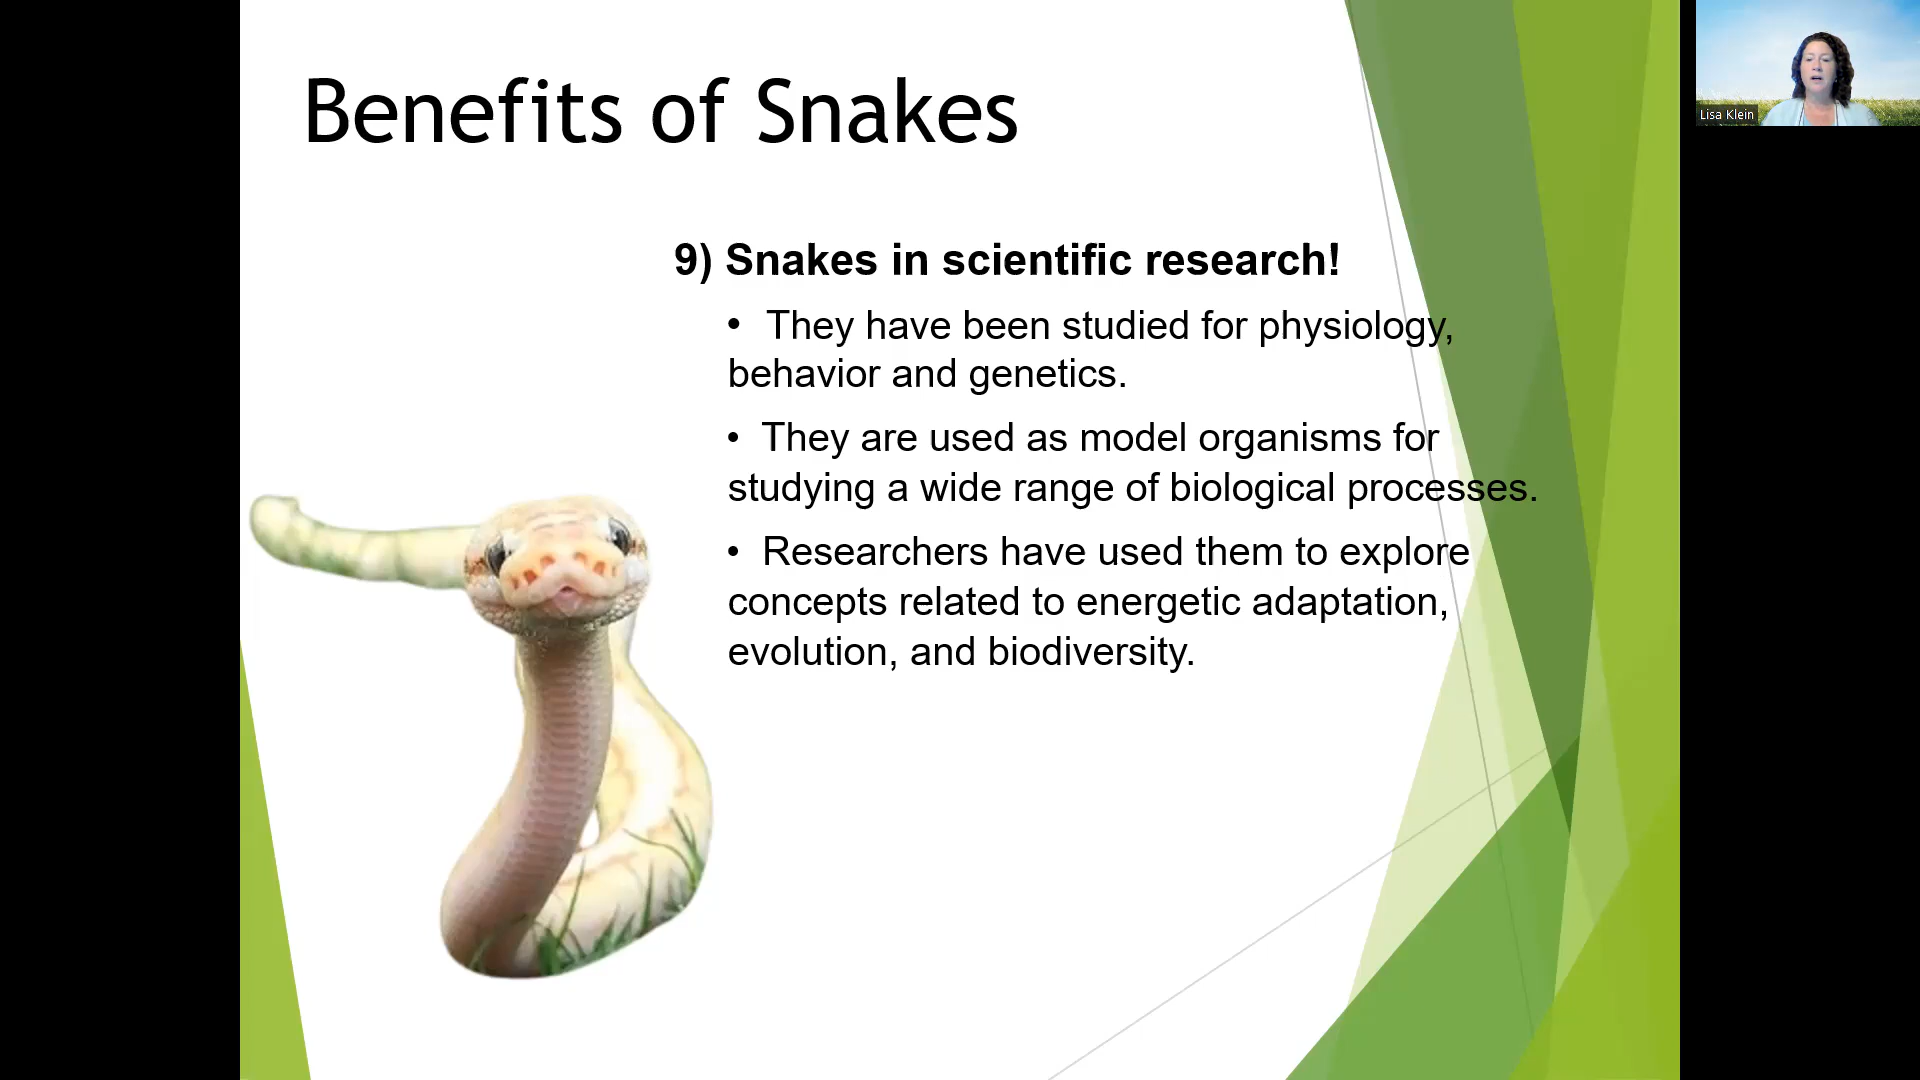 Benefits of Snakes
9) Snakes in scientific research!
• They have been studied for physiology,
behavior and genetics.
• They are used as model organisms for
studying a wide range of biological processes.
• Researchers have used them to explore
concepts related to energetic adaptation,
evolution, and biodiversity.
Lisa Klein